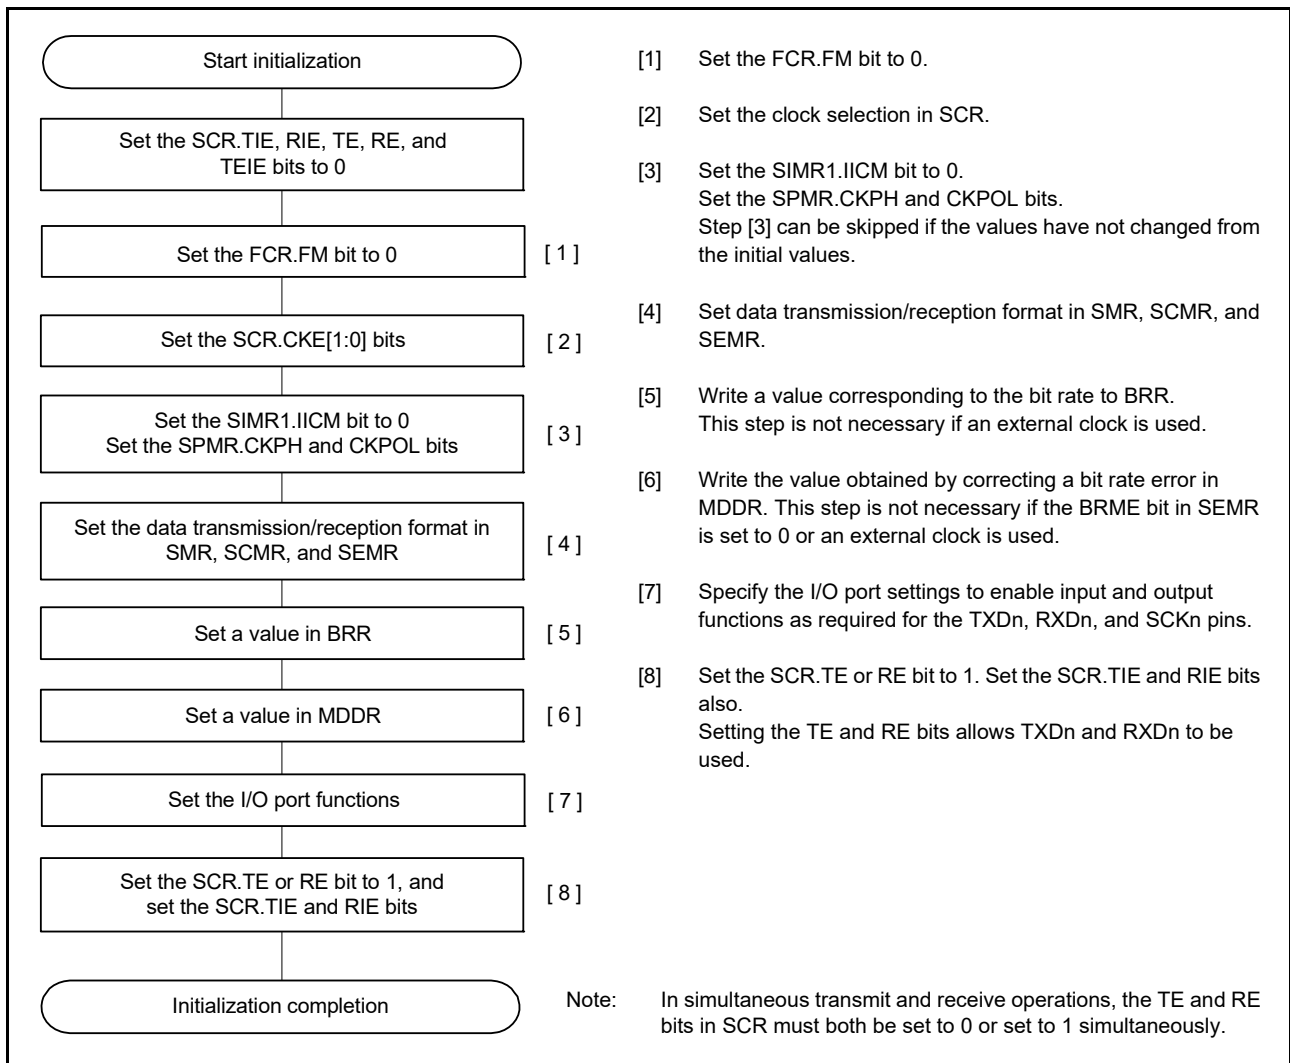 Start initialization
Set the SCR.TIE, RIE, TE, RE, and
TEIE bits to 0
Set the FCR.FM bit to 0
[ 1 ]
Set the SCR.CKE[1:0] bits
[ 2 ]
Set the SIMR1.IICM bit to 0
Set the SPMR.CKPH and CKPOL bits
[ 3 ]
Set the data transmission/reception format in
SMR, SCMR, and SEMR
[ 4 ]
Set a value in BRR
[ 5 ]
Set a value in MDDR
[ 6 ]
Set the I/O port functions
[ 7 ]
Set the SCR.TE or RE bit to 1, and
set the SCR.TIE and RIE bits
[ 8 ]
Initialization completion
[1] Set the FCR.FM bit to 0.
[2] Set the clock selection in SCR.
[3] Set the SIMR1.IICM bit to 0.
Set the SPMR.CKPH and CKPOL bits.
Step [3] can be skipped if the values have not changed from
the initial values.
[4] Set data transmission/reception format in SMR, SCMR, and
SEMR.
[5] Write a value corresponding to the bit rate to BRR.
This step is not necessary if an external clock is used.
[6] Write the value obtained by correcting a bit rate error in
MDDR. This step is not necessary if the BRME bit in SEMR
is set to 0 or an external clock is used.
[7] Specify the I/O port settings to enable input and output
functions as required for the TXDn, RXDn, and SCKn pins.
[8] Set the SCR.TE or RE bit to 1. Set the SCR.TIE and RIE bits
also.
Setting the TE and RE bits allows TXDn and RXDn to be
used.
Note: In simultaneous transmit and receive operations, the TE and RE
bits in SCR must both be set to 0 or set to 1 simultaneously.